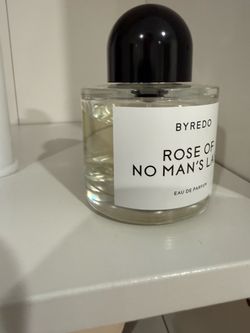 BYREDO
ROSE OF
NO MAN'S LA
EAU DE PARFUM